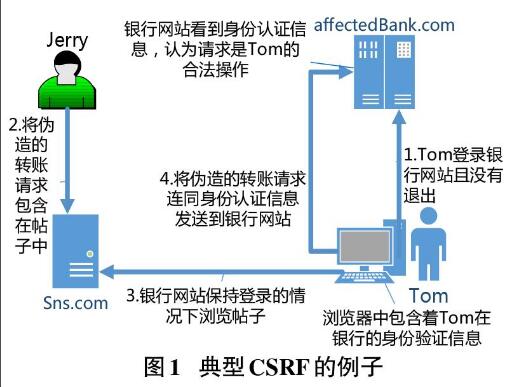 银行网站看到身份认证信
息，认为请求是Tom的
合法操作
affectedBank.com
Jerry
2.将伪
造的
转账
请求
包含
在帖
子中
4.将伪造的转账请求
连同身份认证信息
发送到银行网站
1.Tom登录银
行网站且没有
退出
Sns.com
3.银行网站保持登录的情
况下浏览帖子
Tom
浏览器中包含着Tom在
银行的身份验证信息
图1 典型CSRF的例子